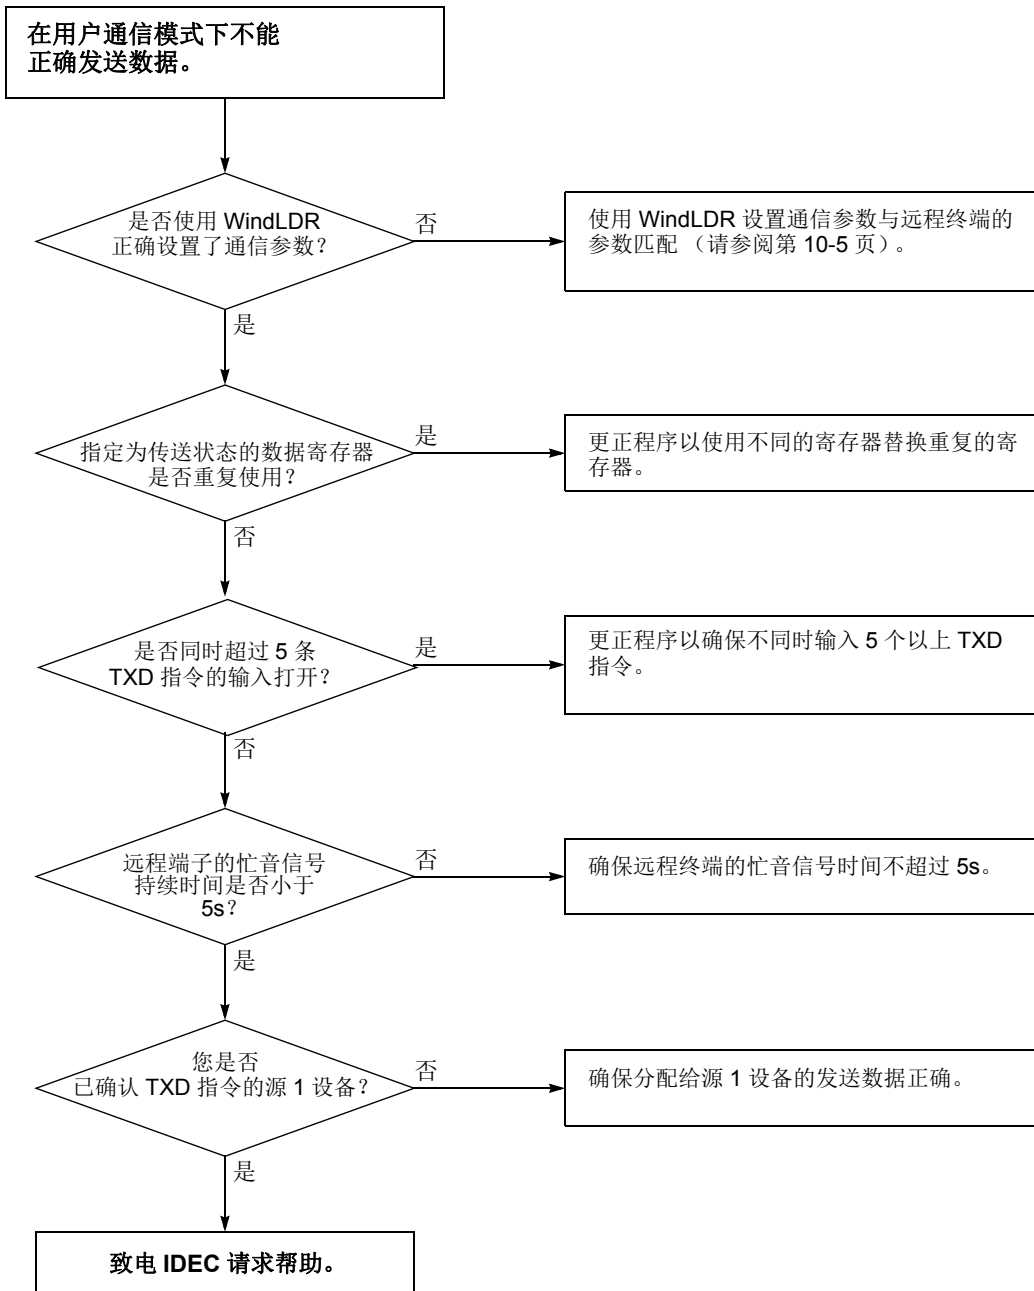 在用户通信模式下不能
正确发送数据。
是否使用 WindLDR
正确设置了通信参数?
否
使用 WindLDR 设置通信参数与远程终端的
参数匹配 （请参阅第 10-5 页）。
是
指定为传送状态的数据寄存器
是否重复使用?
是
更正程序以使用不同的寄存器替换重复的寄
存器。
否
是否同时超过 5 条
TXD 指令的输入打开?
是
更正程序以确保不同时输入 5 个以上 TXD
指令。
否
远程端子的忙音信号
持续时间是否小于
5s?
否
确保远程终端的忙音信号时间不超过 5s。
是
您是否
已确认 TXD 指令的源 1 设备?
否
确保分配给源 1 设备的发送数据正确。
是
致电 IDEC 请求帮助。